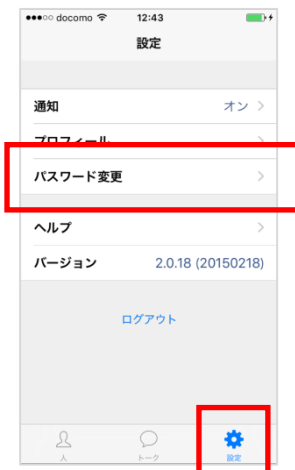 docomo 12:43
設定
通知 オン
プロフィール
パスワード変更
ヘルプ
バージョン 2.0.18 (20150218)
ログアウト
人 トーク 設定